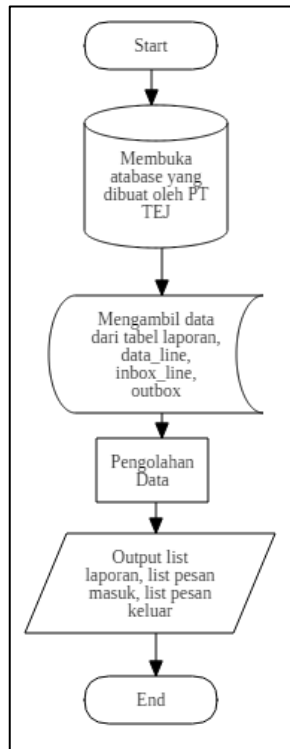 Start
Membuka
atabase yang
dibuat oleh PT
TEJ
Mengambil data
dari tabel laporan,
data_line,
inbox_line,
outbox
Pengolahan
Data
Output list
laporan, list pesan
masuk, list pesan
keluar
End